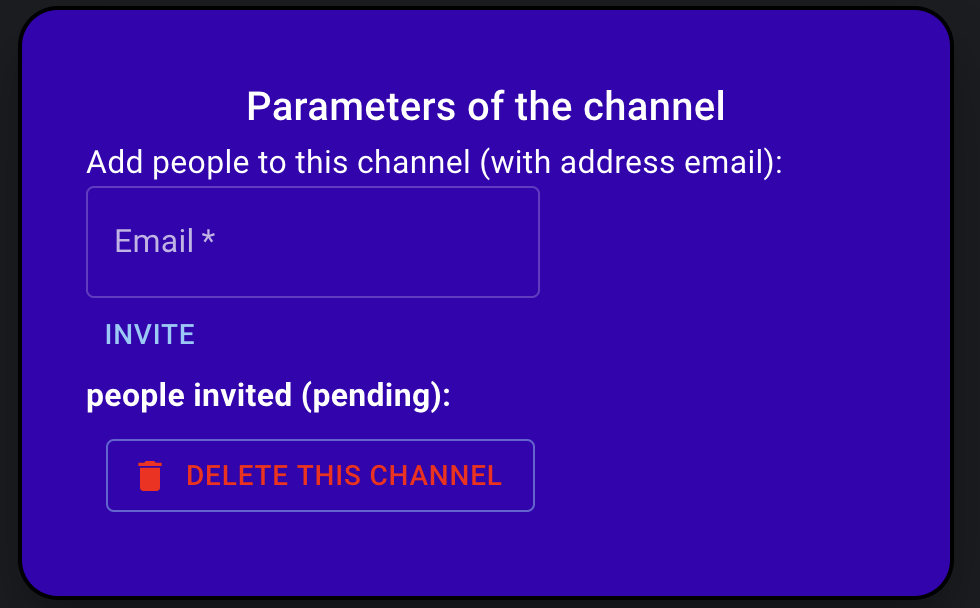 Parameters of the channel
Add people to this channel (with address email):
Email *
INVITE
people invited (pending):
DELETE THIS CHANNEL